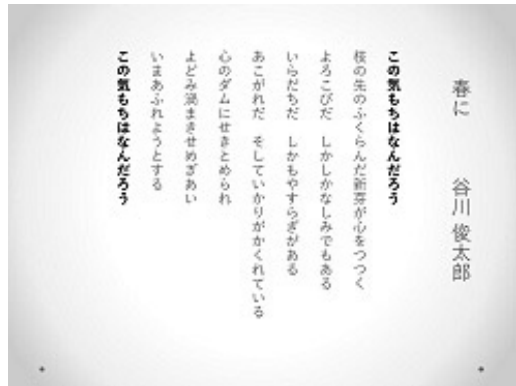 春に　　　谷川 俊太郎
この気もちはなんだろう
枝の先のふくらんだ新芽が心をつつく
よろこびだ　しかしかなしみでもある
いらだちだ　しかもやすらぎがある
あこがれだ　そしていかりがかくれている
心のダムにせきとめられ
よどみ渦まきせめぎあい
いまあふれようとする
この気もちはなんだろう